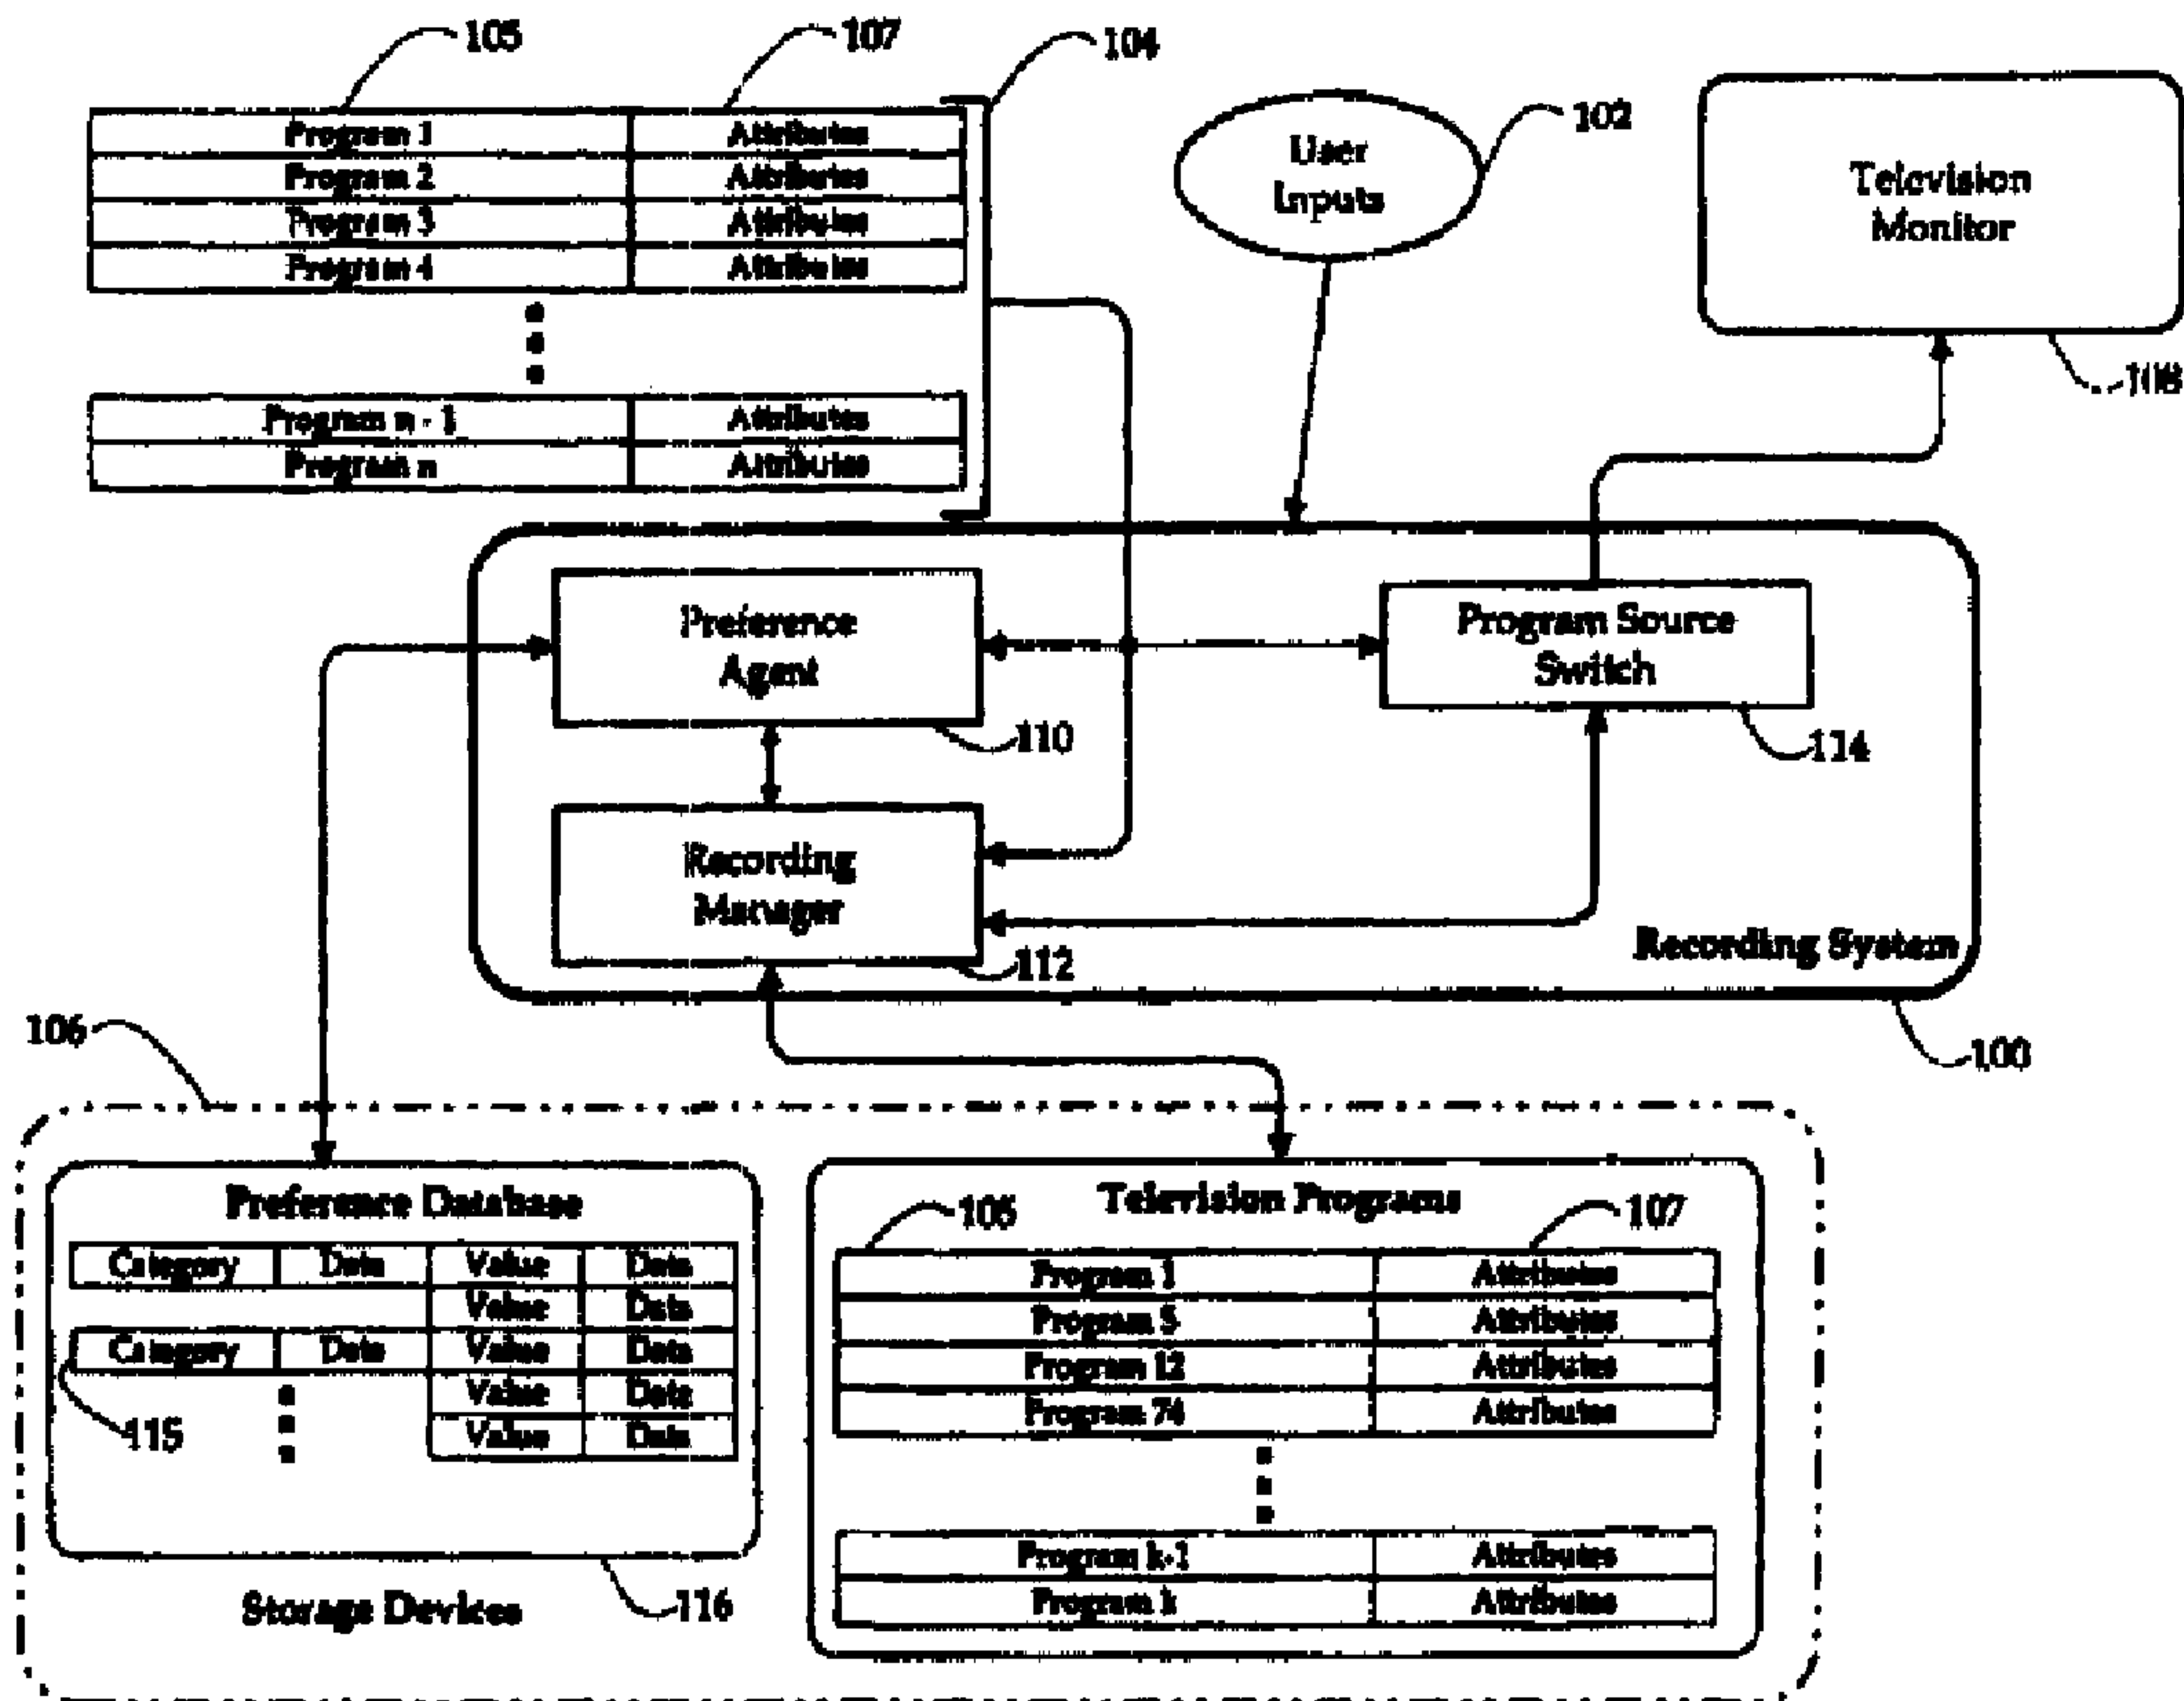 105 107 104
Program 1 Attributes
Program 2 Attributes
Program 3 Attributes
Program 4 Attributes
Program n - 1 Attributes
Program n Attributes
User
Inputs
102
Television
Monitor
108
Preference
Agent
110
Program Source
Switch
114
Recording
Manager
112
Recording System
100
106
Preference Database
Category Data Value Data
Value Data
Category Data Value Data
Value Data
Value Data
115
116
Storage Devices
Television Programs
105 107
Program 1 Attributes
Program 5 Attributes
Program 12 Attributes
Program 74 Attributes
Program k-1 Attributes
Program k Attributes